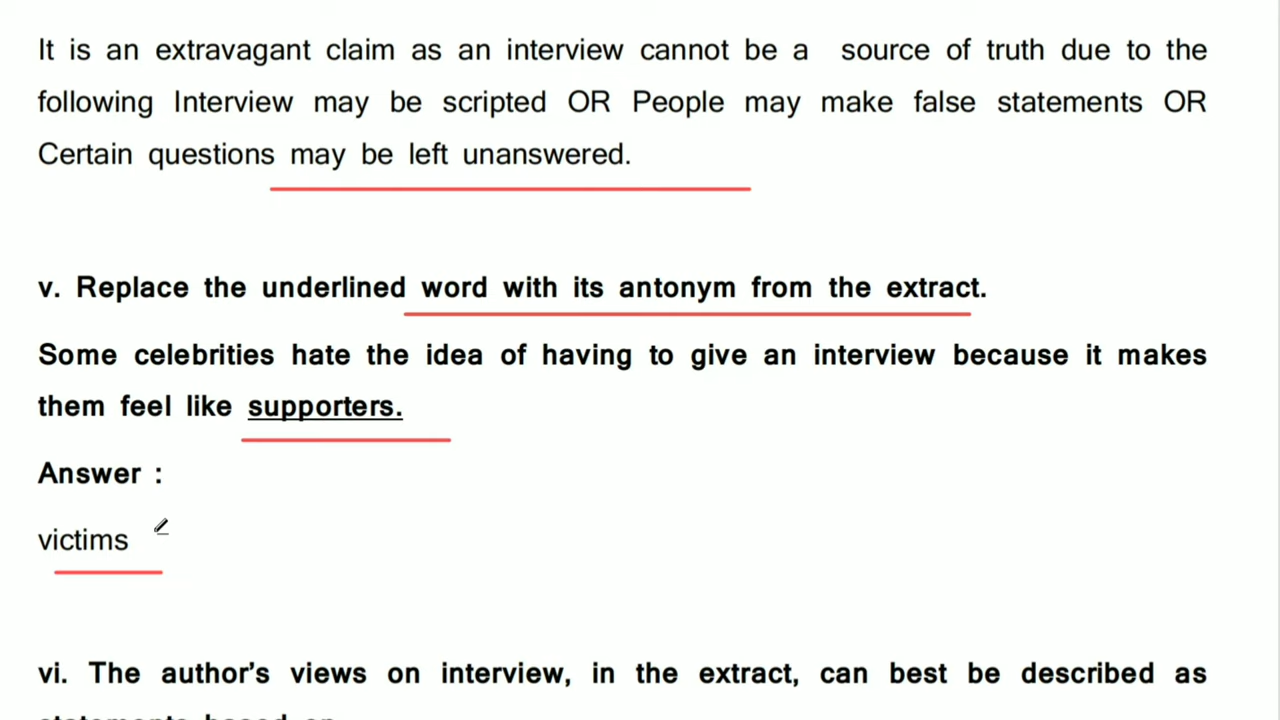 It is an extravagant claim as an interview cannot be a source of truth due to the
following Interview may be scripted OR People may make false statements OR
Certain questions may be left unanswered.
v. Replace the underlined word with its antonym from the extract.
Some celebrities hate the idea of having to give an interview because it makes
them feel like supporters.
Answer :
victims
vi. The author's views on interview, in the extract, can best be described as
statements based on